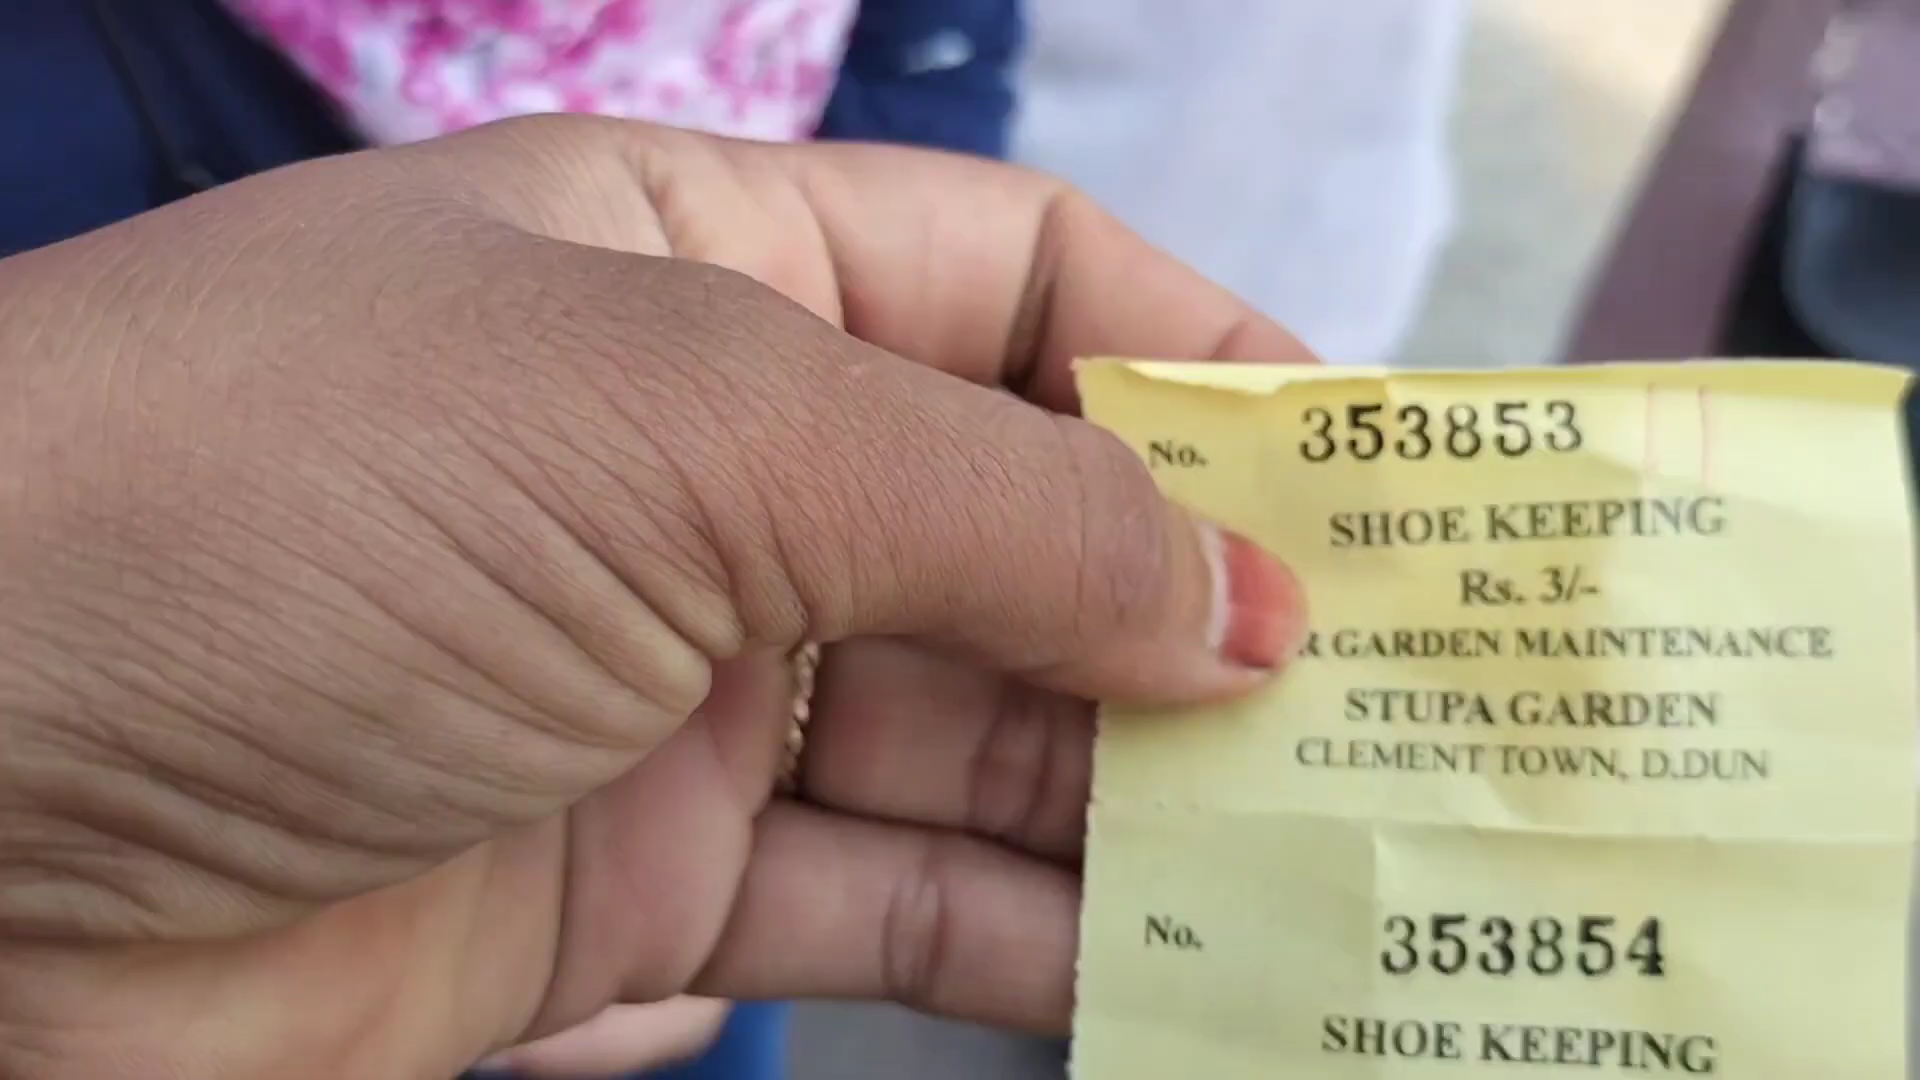 No. 353853
SHOE KEEPING
Rs. 3/-
GARDEN MAINTENANCE
STUPA GARDEN
CLEMENT TOWN, D.DUN
No. 353854
SHOE KEEPING